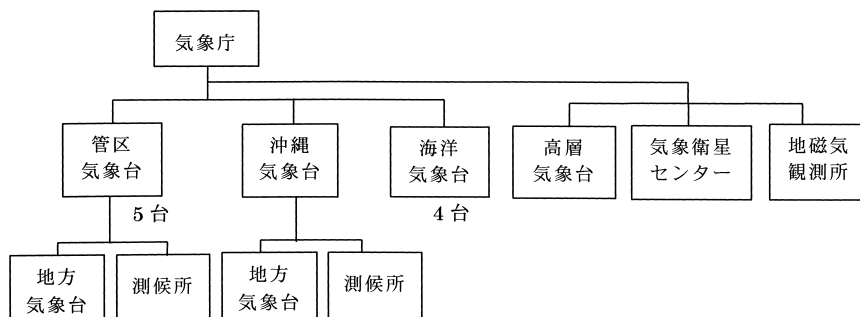 気象庁
管区
気象台
沖縄
気象台
海洋
気象台
高層
気象台
気象衛星
センター
地磁気
観測所
5台
4台
地方
気象台
測候所
地方
気象台
測候所